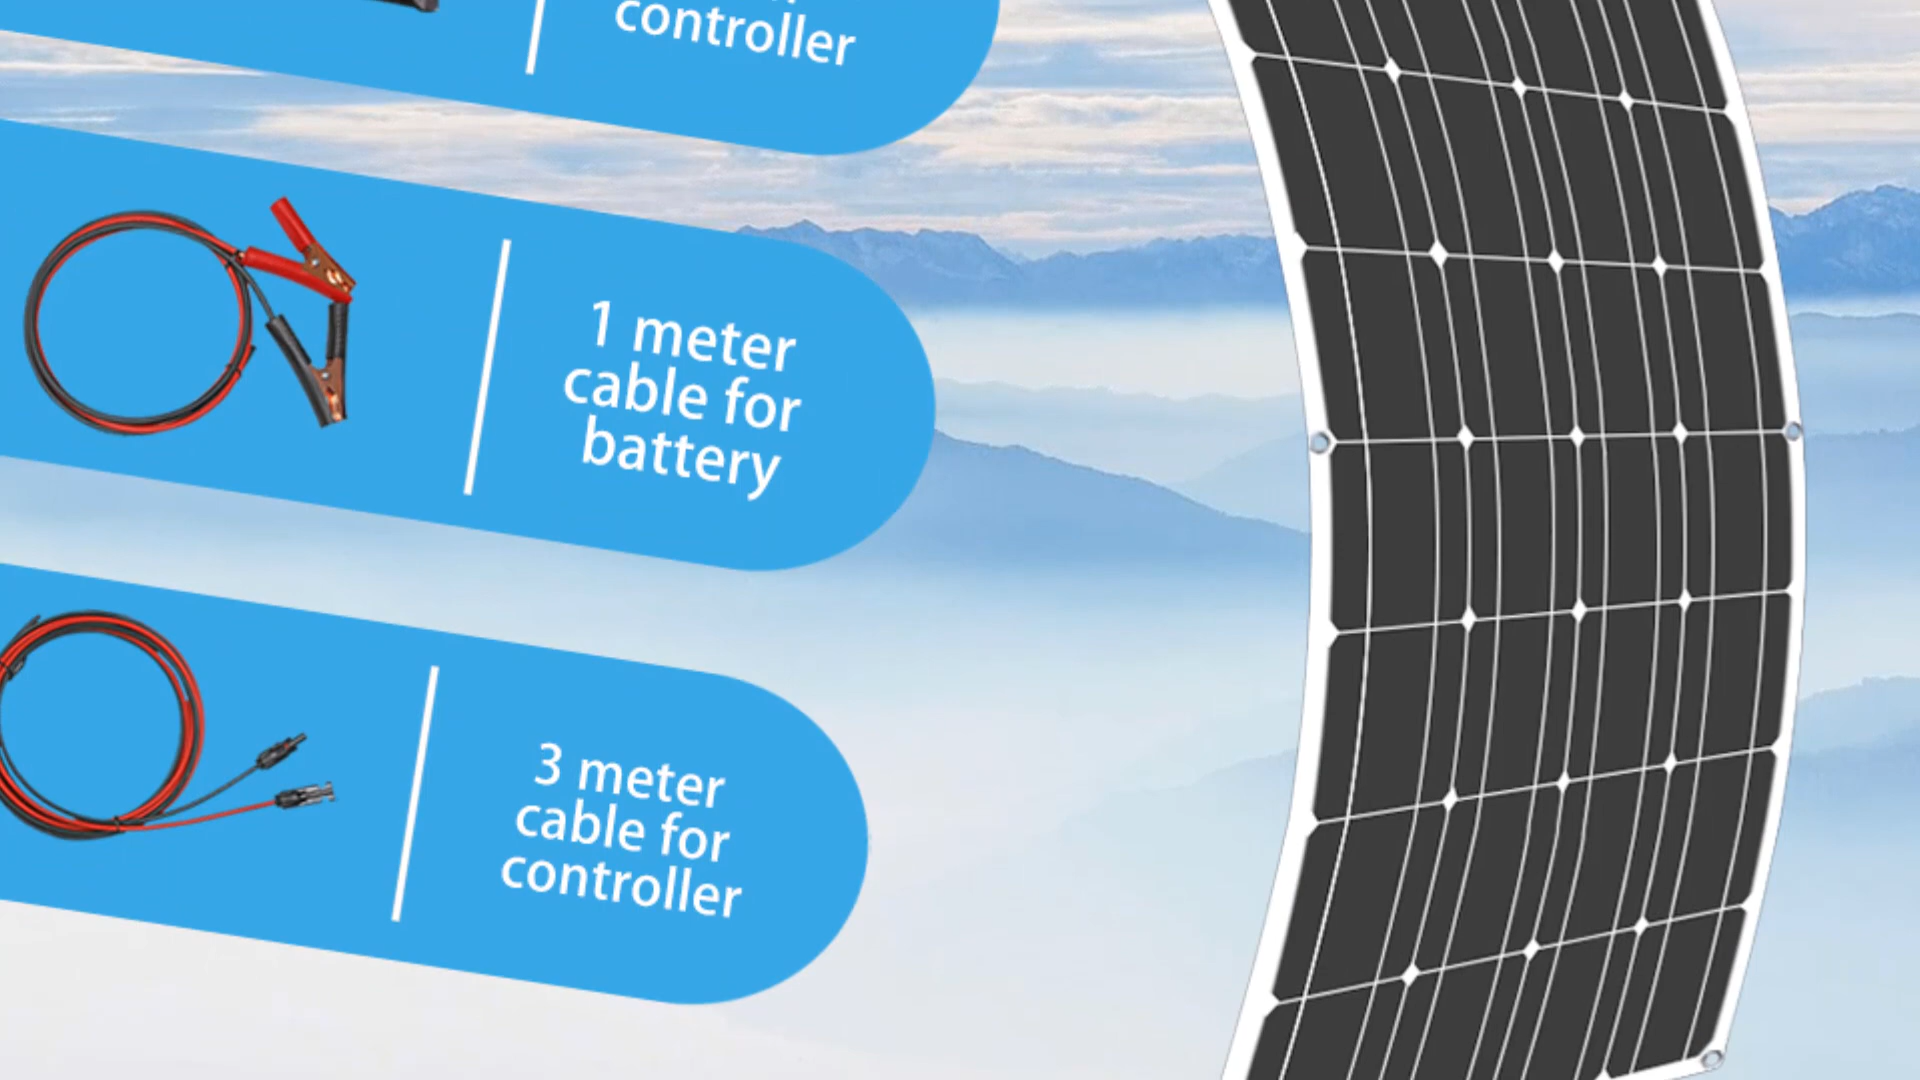 controller
1 meter
cable for
battery
3 meter
cable for
controller